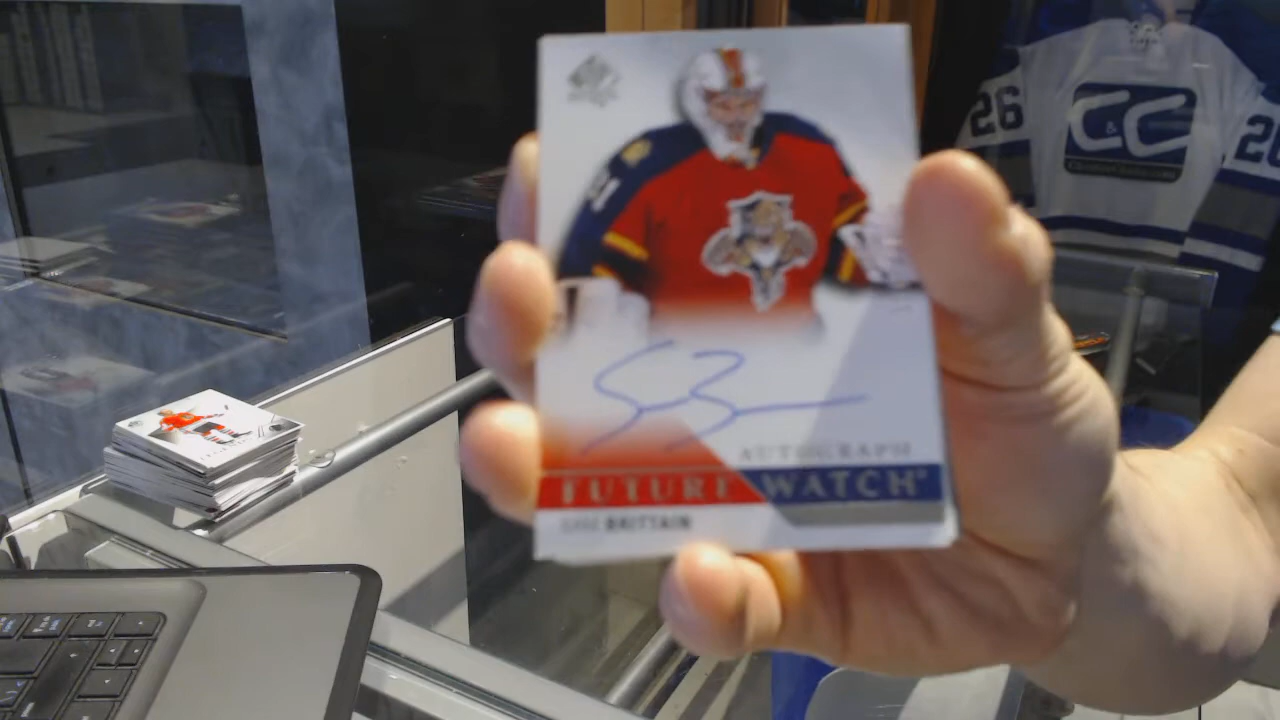 26
C&C
26
AUTOGRAPH
FUTURE WATCH
BRITTAIN